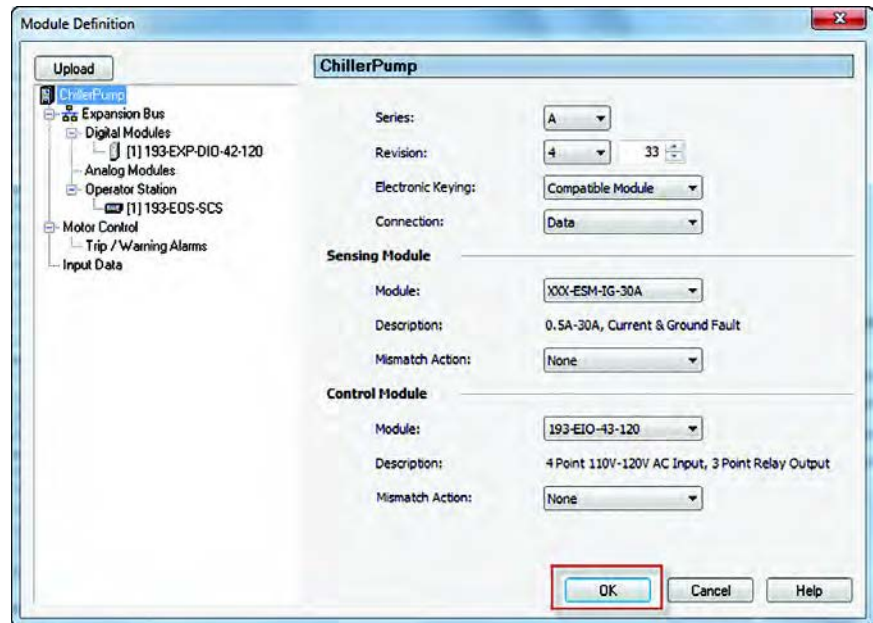 Module Definition
Upload
ChillerPump
Expansion Bus
Digital Modules
[1] 193-EXP-DIO-42-120
Analog Modules
Operator Station
[1] 193-EOS-SCS
Motor Control
Trip / Warning Alarms
Input Data
ChillerPump
Series: A
Revision: 4 33
Electronic Keying: Compatible Module
Connection: Data
Sensing Module
Module: XXX-ESM-IG-30A
Description: 0.5A-30A, Current & Ground Fault
Mismatch Action: None
Control Module
Module: 193-EIO-43-120
Description: 4 Point 110V-120V AC Input, 3 Point Relay Output
Mismatch Action: None
OK Cancel Help